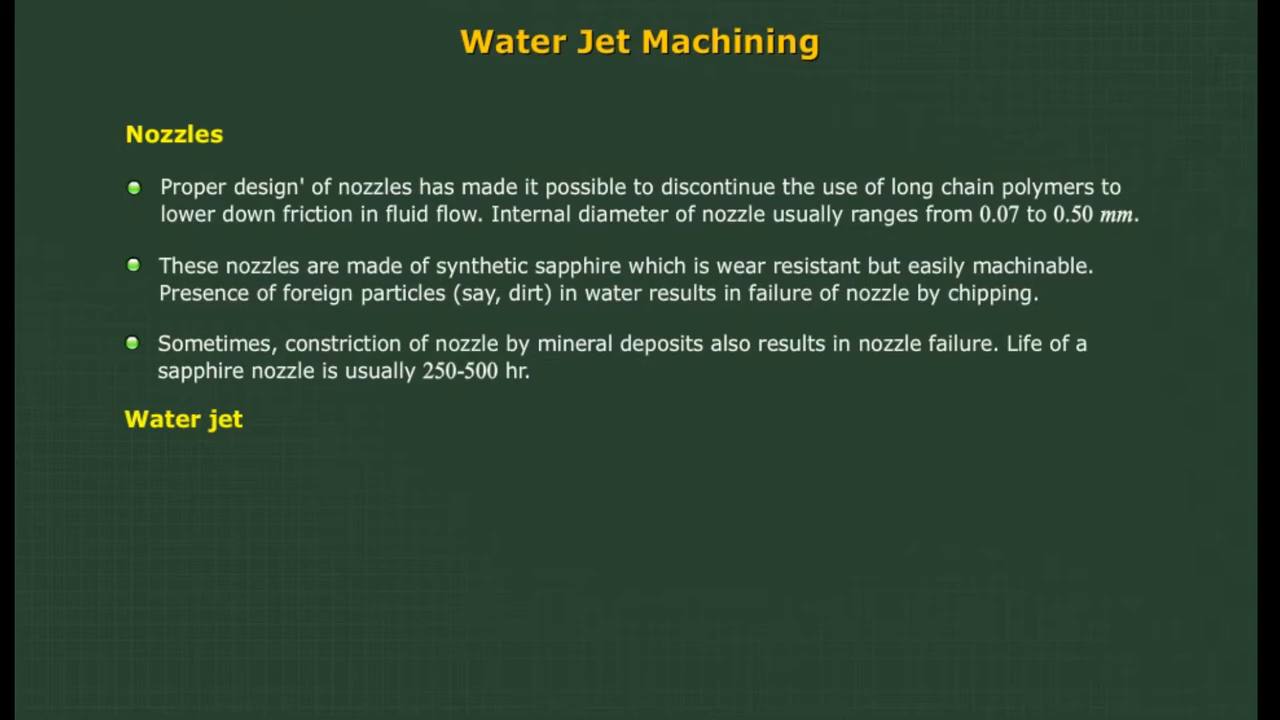 Water Jet Machining
Nozzles
Proper design' of nozzles has made it possible to discontinue the use of long chain polymers to
lower down friction in fluid flow. Internal diameter of nozzle usually ranges from 0.07 to 0.50 mm.
These nozzles are made of synthetic sapphire which is wear resistant but easily machinable.
Presence of foreign particles (say, dirt) in water results in failure of nozzle by chipping.
Sometimes, constriction of nozzle by mineral deposits also results in nozzle failure. Life of a
sapphire nozzle is usually 250-500 hr.
Water jet